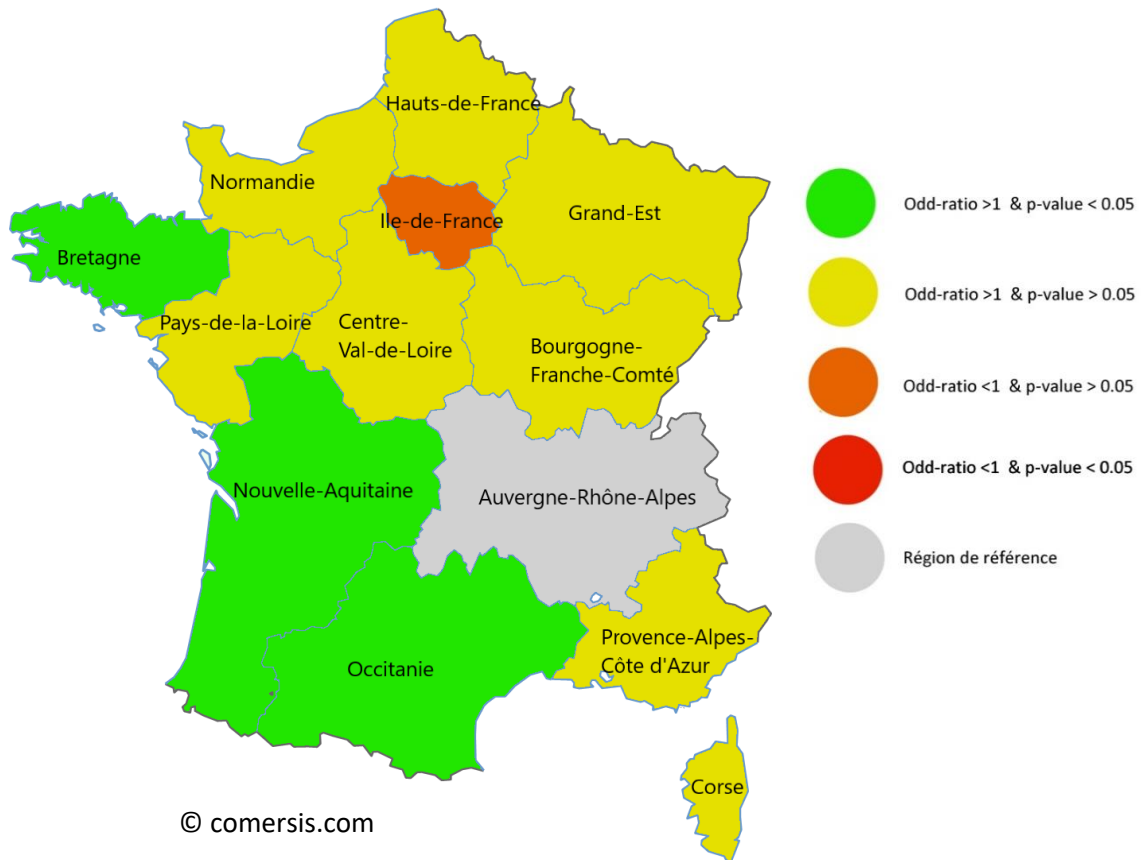 Hauts-de-France
Normandie
Ile-de-France
Grand-Est
Bretagne
Pays-de-la-Loire
Centre-
Val-de-Loire
Bourgogne-
Franche-Comté
Nouvelle-Aquitaine
Auvergne-Rhône-Alpes
Occitanie
Provence-Alpes-
Côte d'Azur
Corse
© comersis.com
Odd-ratio >1 & p-value < 0.05
Odd-ratio >1 & p-value > 0.05
Odd-ratio <1 & p-value > 0.05
Odd-ratio <1 & p-value < 0.05
Région de référence